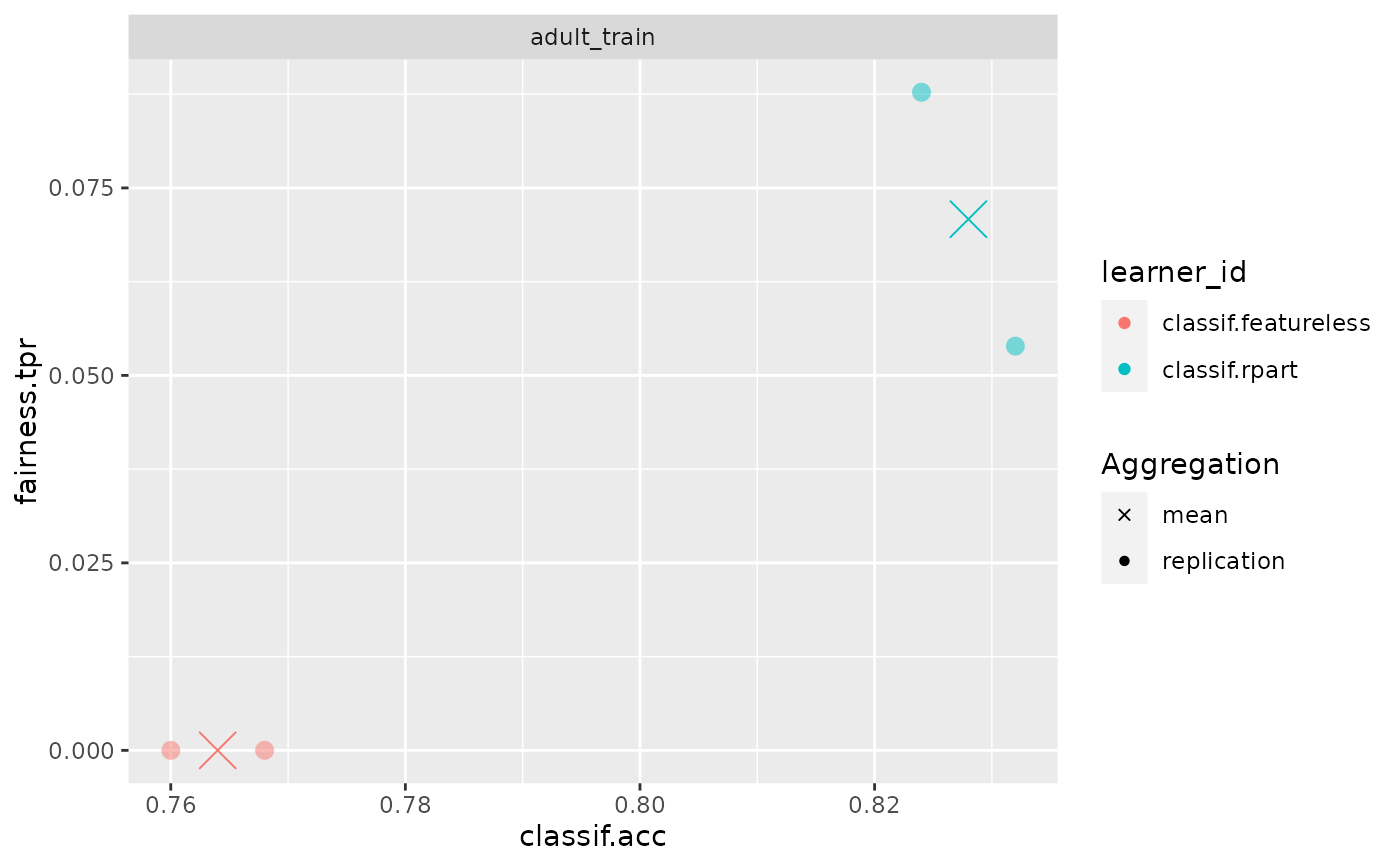 adult_train
fairness.tpr
0.075
0.050
0.025
0.000
0.76 0.78 0.80 0.82
classif.acc
learner_id
classif.featureless
classif.rpart
Aggregation
mean
replication